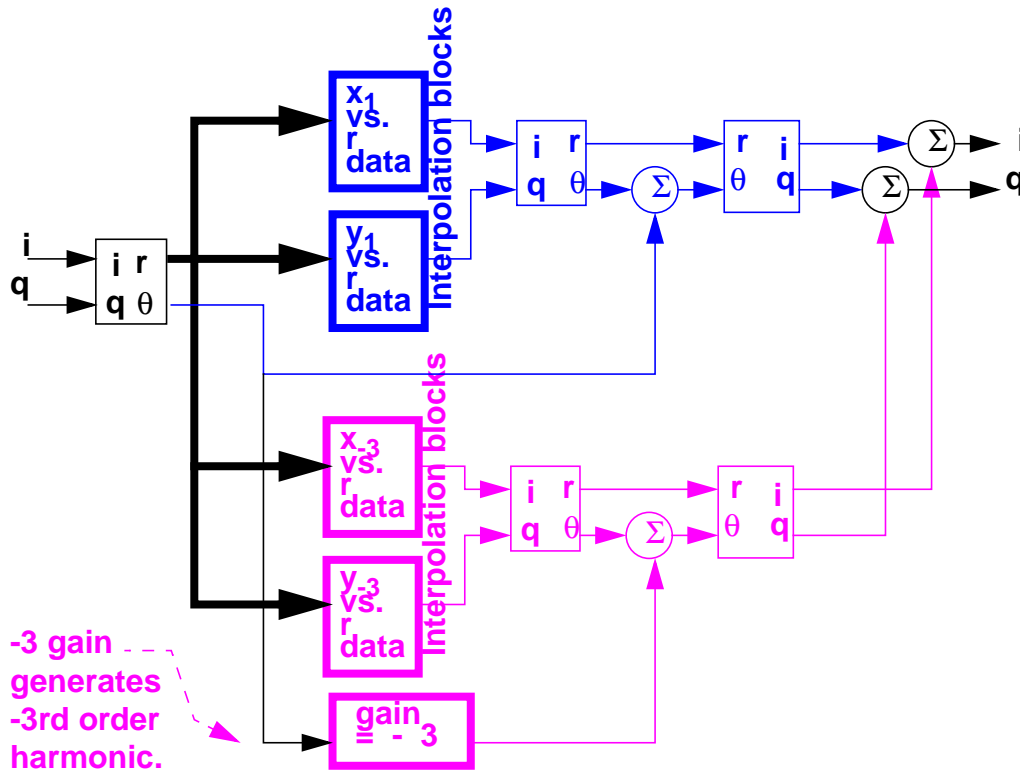 x1
vs.
r
data
Interpolation blocks
i r
q θ
Σ
r i
θ q
Σ
Σ
i
q
y1
vs.
r
data
i
q
i r
q θ
x-3
vs.
r
data
Interpolation blocks
i r
q θ
Σ
r i
θ q
y-3
vs.
r
data
-3 gain
generates
-3rd order
harmonic.
gain
= - 3